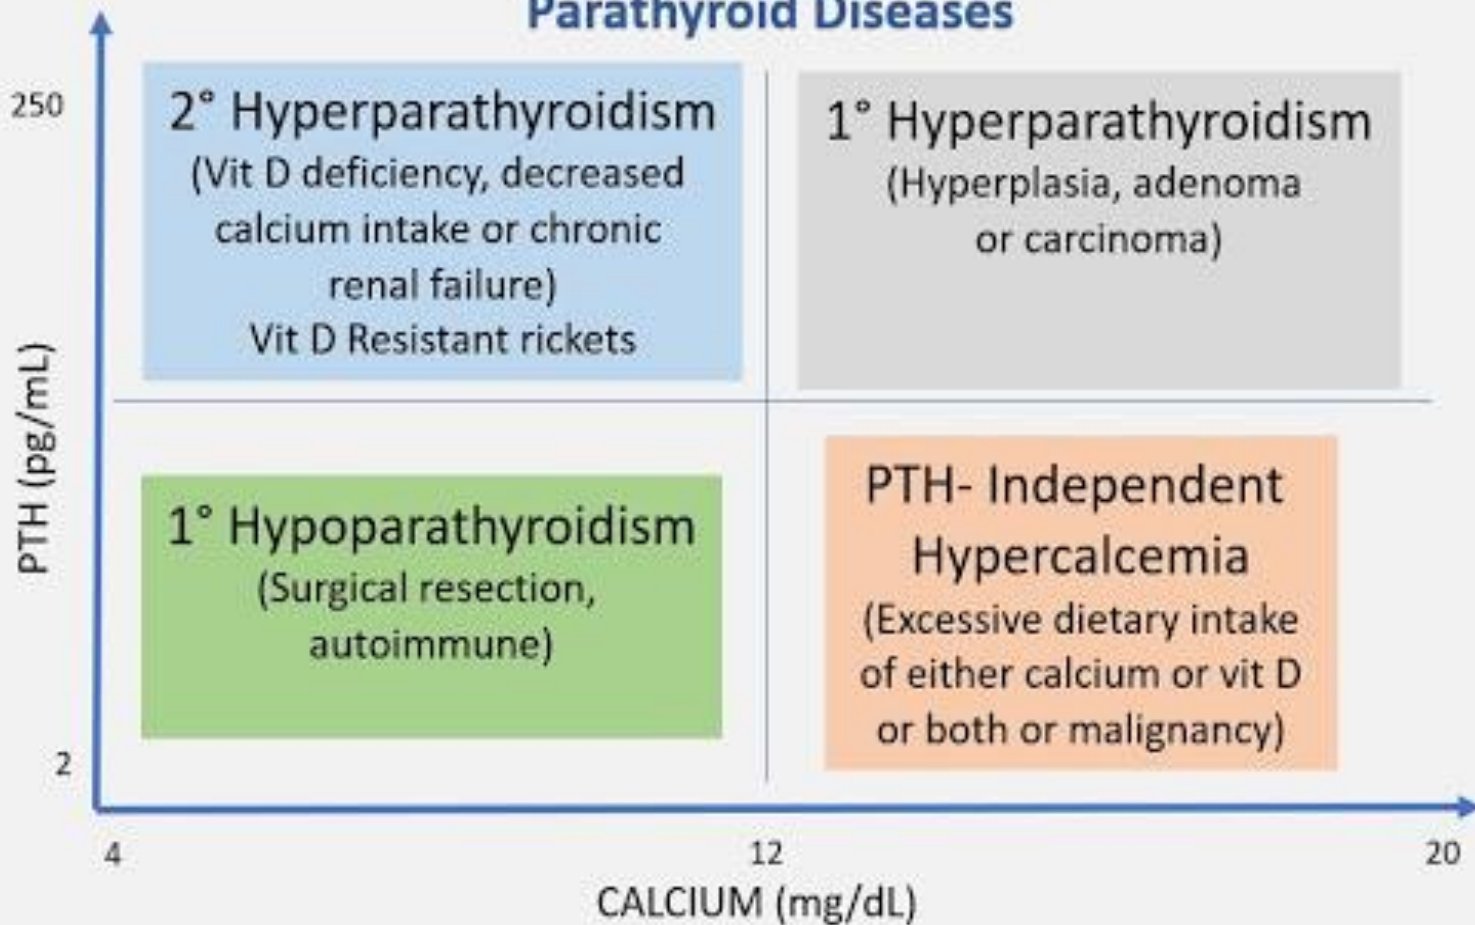 Parathyroid Diseases
250
2° Hyperparathyroidism
(Vit D deficiency, decreased
calcium intake or chronic
renal failure)
Vit D Resistant rickets
1° Hyperparathyroidism
(Hyperplasia, adenoma
or carcinoma)
PTH (pg/mL)
1° Hypoparathyroidism
(Surgical resection,
autoimmune)
PTH- Independent
Hypercalcemia
(Excessive dietary intake
of either calcium or vit D
or both or malignancy)
2
4
12
20
CALCIUM (mg/dL)